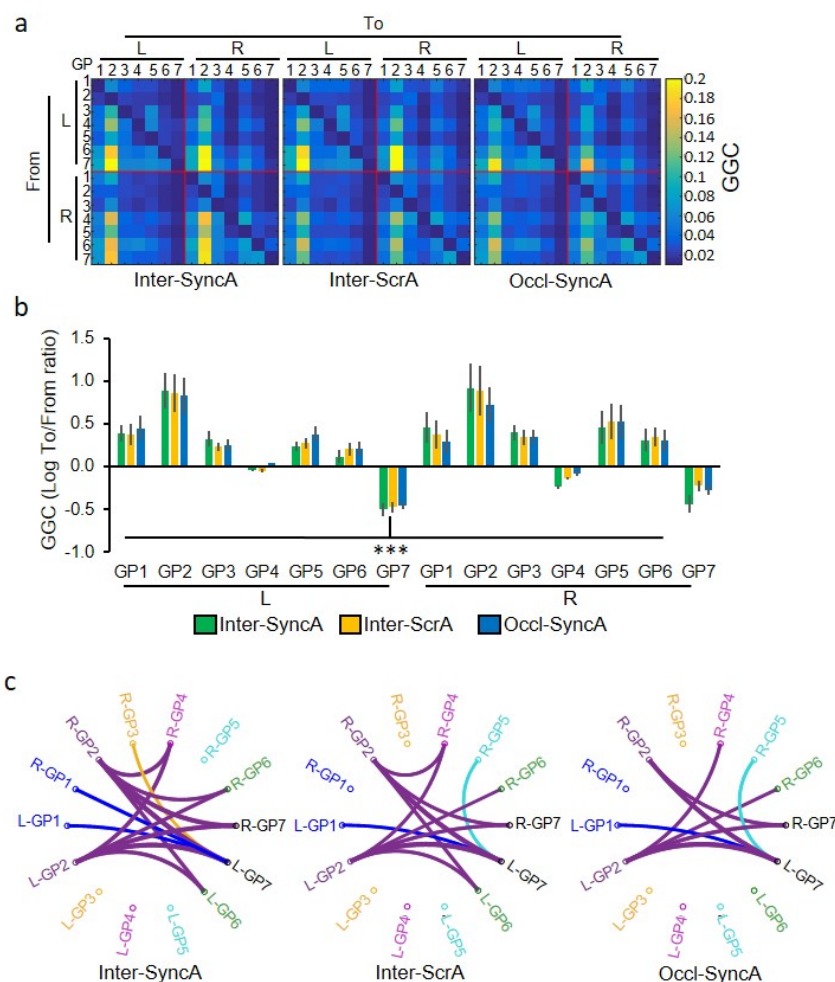 a
To
L R L R L R
GP 1 2 3 4 5 6 7 1 2 3 4 5 6 7 1 2 3 4 5 6 7 1 2 3 4 5 6 7 1 2 3 4 5 6 7 1 2 3 4 5 6 7
From
L
1
2
3
4
5
6
7
R
1
2
3
4
5
6
7
0.2
0.18
0.16
0.14
0.12
0.1
0.08
0.06
0.04
0.02
GGC
Inter-SyncA Inter-ScrA Occl-SyncA
b
GGC (Log To/From ratio)
1.5
1.0
0.5
0.0
-0.5
-1.0
***
GP1 GP2 GP3 GP4 GP5 GP6 GP7 GP1 GP2 GP3 GP4 GP5 GP6 GP7
L R
Inter-SyncA Inter-ScrA Occl-SyncA
c
R-GP4
R-GP3
R-GP5
R-GP2
R-GP6
R-GP1
R-GP7
L-GP1
L-GP7
L-GP2
L-GP6
L-GP3
L-GP5
L-GP4
Inter-SyncA
R-GP4
R-GP3
R-GP5
R-GP2
R-GP6
R-GP1
R-GP7
L-GP1
L-GP7
L-GP2
L-GP6
L-GP3
L-GP5
L-GP4
Inter-ScrA
R-GP4
R-GP3
R-GP5
R-GP2
R-GP6
R-GP1
R-GP7
L-GP1
L-GP7
L-GP2
L-GP6
L-GP3
L-GP5
L-GP4
Occl-SyncA